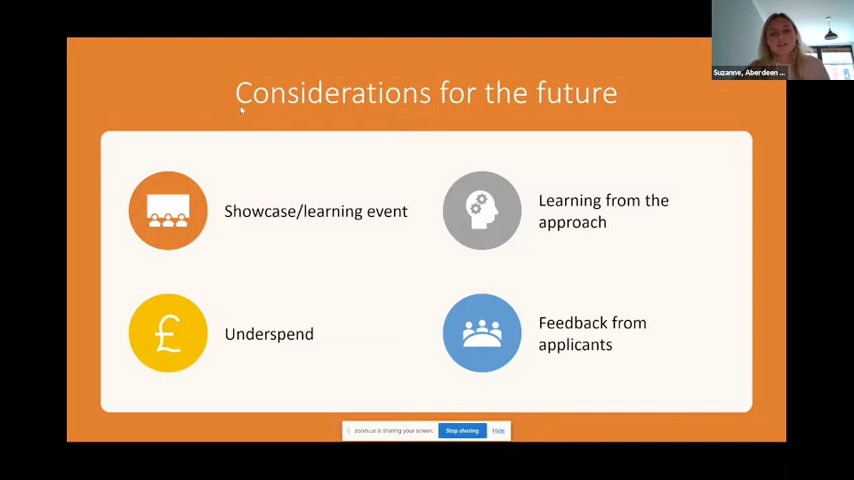 Suzanne, Aberdeen ...
Considerations for the future
Showcase/learning event
Learning from the
approach
£
Underspend
Feedback from
applicants
zoom.us is sharing your screen.
Stop sharing
Hide